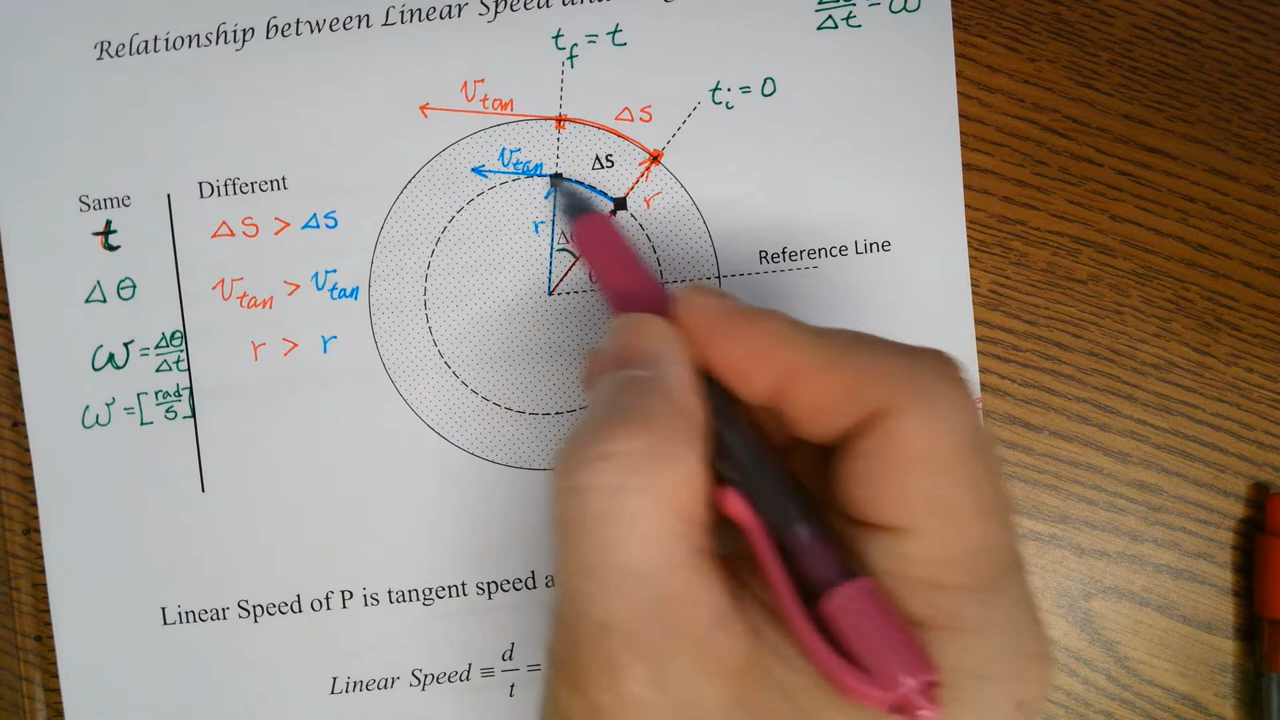 Relationship between Linear Speed and
Δt = ω
t_f = t
t_i = 0
v_tan
Δs
v_tan
Δs
r
r
Reference Line
Same
Different
t
Δs > Δs
Δθ
v_tan > v_tan
ω = Δθ/Δt
r > r
ω = [rad/s]
Linear Speed of P is tangent speed a
Linear Speed ≡ d/t =